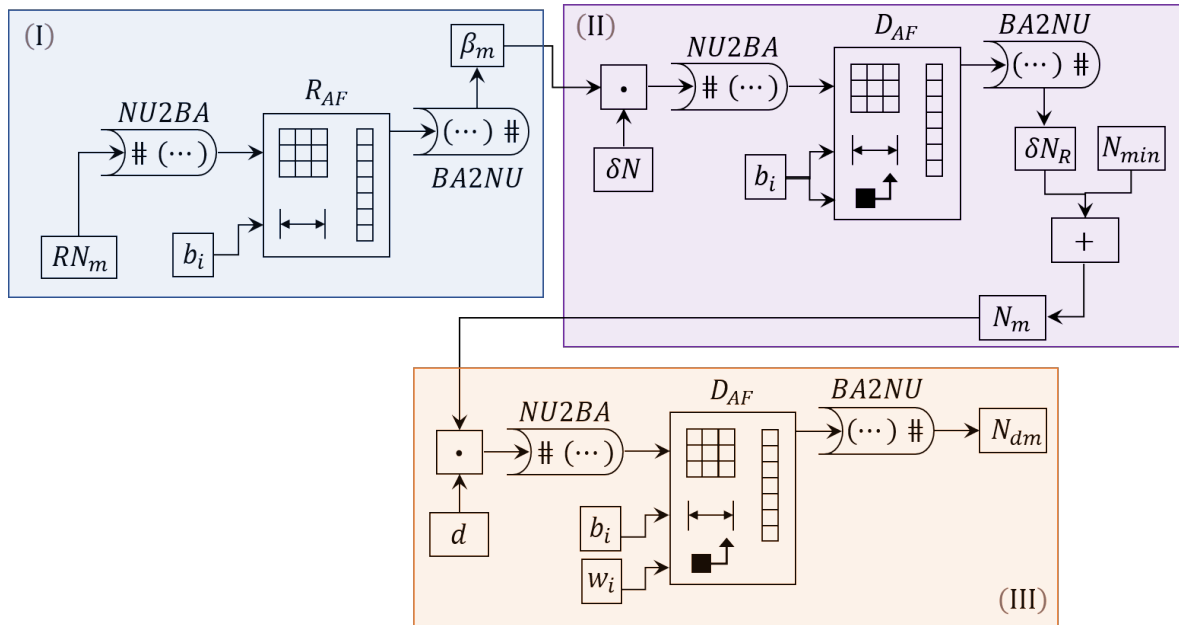 (I)
NU2BA
# (⋯)
RN_m
b_i
R_AF
(⋯) #
BA2NU
β_m
(II)
·
δN
NU2BA
# (⋯)
b_i
D_AF
BA2NU
(⋯) #
δN_R
N_min
+
N_m
·
d
NU2BA
# (⋯)
b_i
w_i
D_AF
BA2NU
(⋯) #
N_dm
(III)